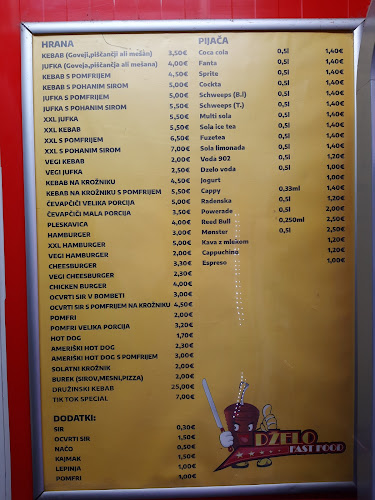 HRANA
KEBAB (Goveji,piščančji ali mešan) 3,50€
JUFKA (Goveja,piščančja ali mešana) 4,00€
KEBAB S POMFRIJEM 4,50€
KEBAB S POHANIM SIROM 5,00€
JUFKA S POMFRIJEM 5,00€
JUFKA S POHANIM SIROM 5,50€
XXL JUFKA 5,50€
XXL KEBAB 5,50€
XXL S POMFRIJEM 6,50€
XXL S POHANIM SIROM 7,00€
VEGI KEBAB 2,00€
VEGI JUFKA 2,50€
KEBAB NA KROŽNIKU 4,50€
KEBAB NA KROŽNIKU S POMFRIJEM 5,50€
ČEVAPČIČI VELIKA PORCIJA 5,00€
ČEVAPČIČI MALA PORCIJA 3,50€
PLESKAVICA 4,00€
HAMBURGER 3,00€
XXL HAMBURGER 5,00€
VEGI HAMBURGER 2,00€
CHEESBURGER 3,30€
VEGI CHEESBURGER 2,30€
CHICKEN BURGER 4,00€
OCVRTI SIR V BOMBETI 3,00€
OCVRTI SIR S POMFRIJEM NA KROŽNIKU 4,50€
POMFRI 2,00€
POMFRI VELIKA PORCIJA 3,20€
HOT DOG 1,70€
AMERIŠKI HOT DOG 2,30€
AMERIŠKI HOT DOG S POMFRIJEM 3,00€
SOLATNI KROŽNIK 2,00€
BUREK (SIROV,MESNI,PIZZA) 2,00€
DRUŽINSKI KEBAB 25,00€
TIK TOK SPECIAL 7,00€
DODATKI:
SIR 0,30€
OCVRTI SIR 1,50€
NAČO 0,50€
KAJMAK 1,50€
LEPINJA 1,00€
POMFRI 1,00€
PIJAČA
Coca cola 0,5l 1,40€
Fanta 0,5l 1,40€
Sprite 0,5l 1,40€
Cockta 0,5l 1,40€
Schweeps (B.l) 0,5l 1,40€
Schweeps (T.) 0,5l 1,40€
Multi sola 0,5l 1,40€
Sola ice tea 0,5l 1,40€
Fuzetea 0,5l 1,40€
Sola limonada 0,5l 1,40€
Voda 902 0,5l 1,20€
Dzelo voda 0,5l 1,00€
Jogurt 1,00€
Cappy 0,33ml 1,40€
Radenska 0,5l 1,20€
Powerade 0,5l 2,00€
Reed Bull 0,250ml 2,50€
Mønster 0,5l 2,50€
Kava z mlekom 1,20€
Cappuchino 1,20€
Espreso 1,00€
DZELO
FAST FOOD